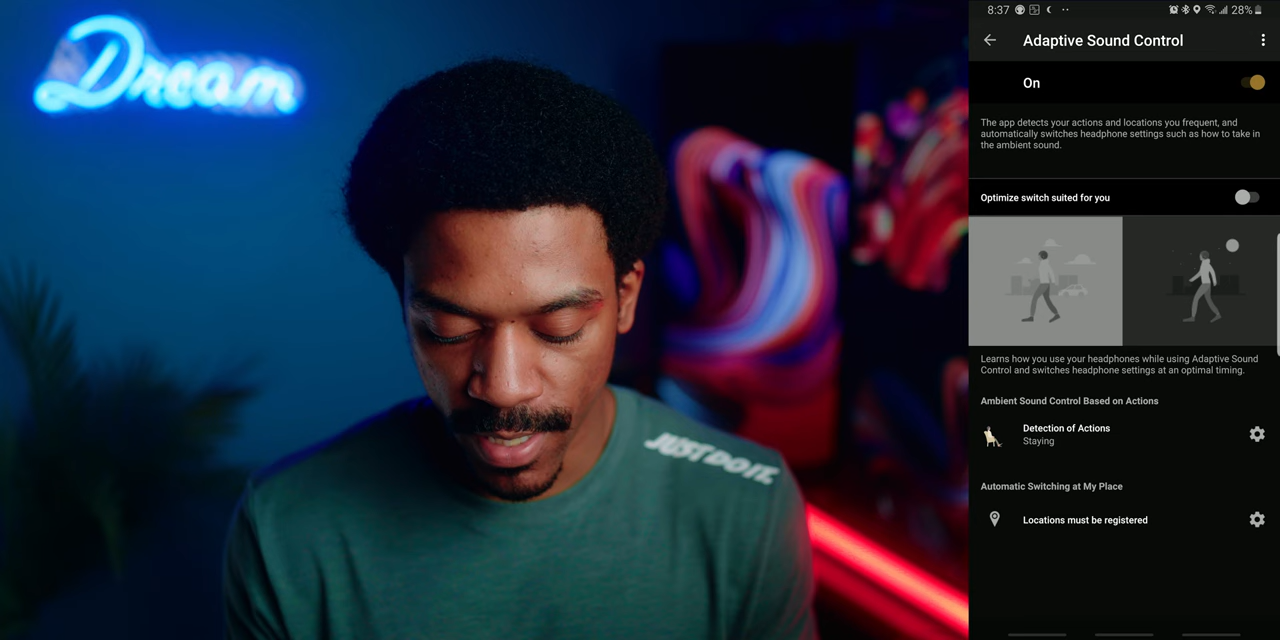 Dream
JUST DO IT.
8:37
28%
Adaptive Sound Control
On
The app detects your actions and locations you frequent, and
automatically switches headphone settings such as how to take in
the ambient sound.
Optimize switch suited for you
Learns how you use your headphones while using Adaptive Sound
Control and switches headphone settings at an optimal timing.
Ambient Sound Control Based on Actions
Detection of Actions
Staying
Automatic Switching at My Place
Locations must be registered